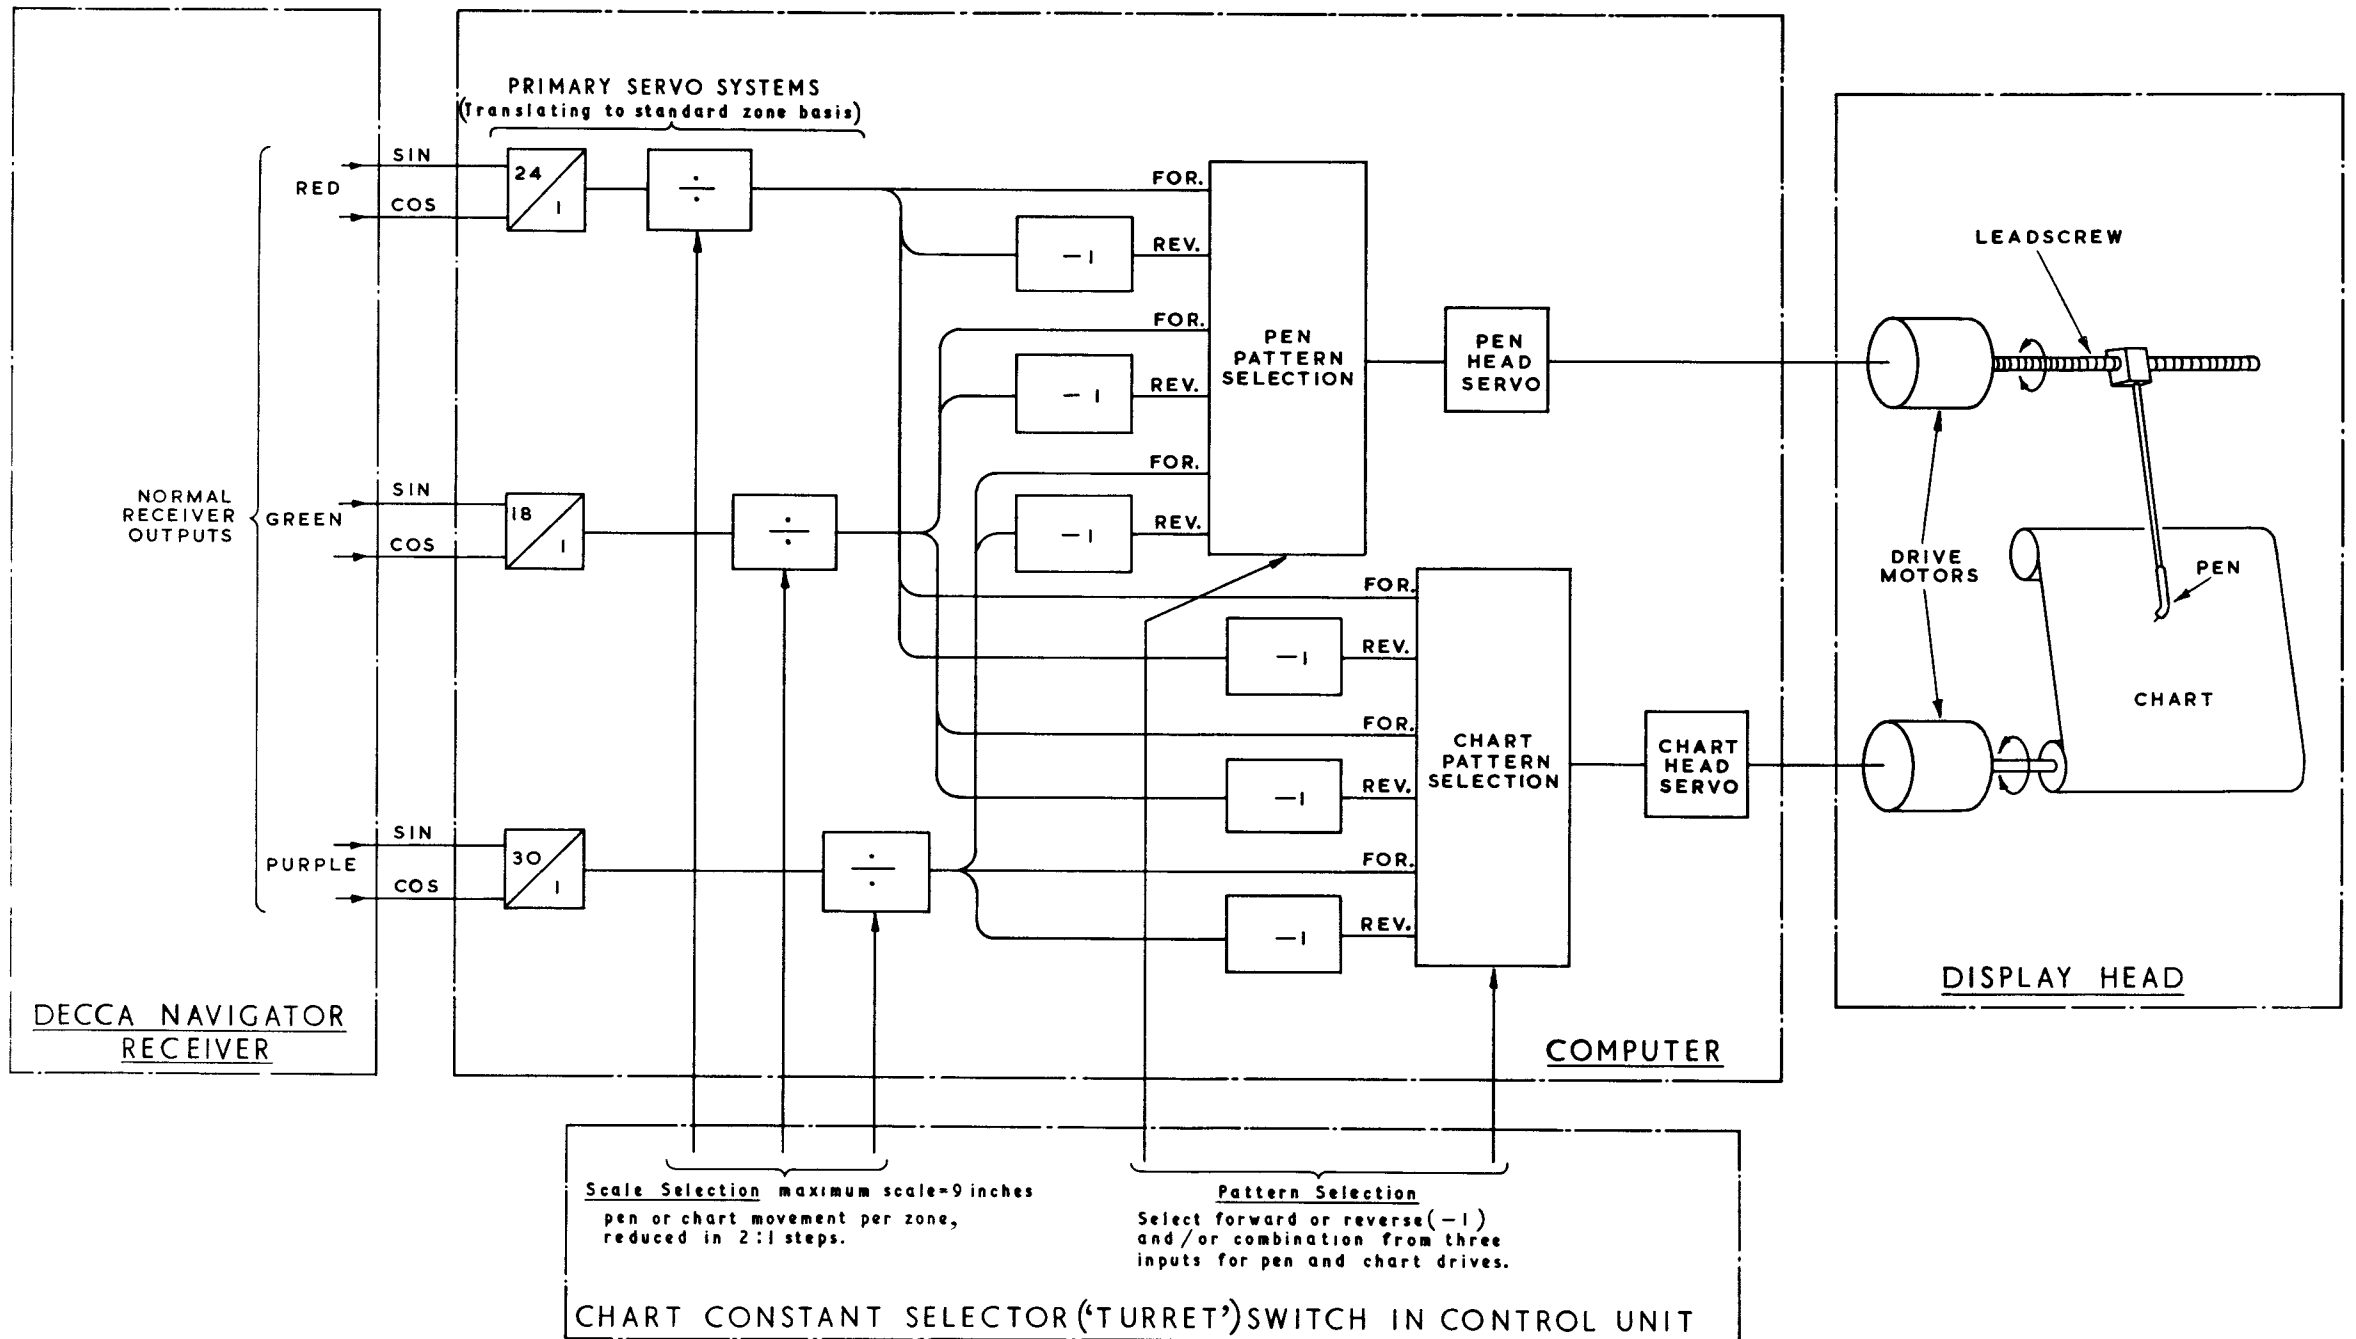 PRIMARY SERVO SYSTEMS
(Translating to standard zone basis)
NORMAL
RECEIVER
OUTPUTS
RED
SIN
COS
24
1
÷
FOR.
-1
REV.
GREEN
SIN
COS
18
1
÷
FOR.
-1
REV.
PURPLE
SIN
COS
30
1
÷
FOR.
-1
REV.
PEN
PATTERN
SELECTION
PEN
HEAD
SERVO
FOR.
-1
REV.
FOR.
-1
REV.
FOR.
-1
REV.
CHART
PATTERN
SELECTION
CHART
HEAD
SERVO
LEADSCREW
DRIVE
MOTORS
PEN
CHART
DECCA NAVIGATOR
RECEIVER
COMPUTER
DISPLAY HEAD
Scale Selection maximum scale=9 inches
pen or chart movement per zone,
reduced in 2:1 steps.
Pattern Selection
Select forward or reverse (-1)
and/or combination from three
inputs for pen and chart drives.
CHART CONSTANT SELECTOR ('TURRET') SWITCH IN CONTROL UNIT